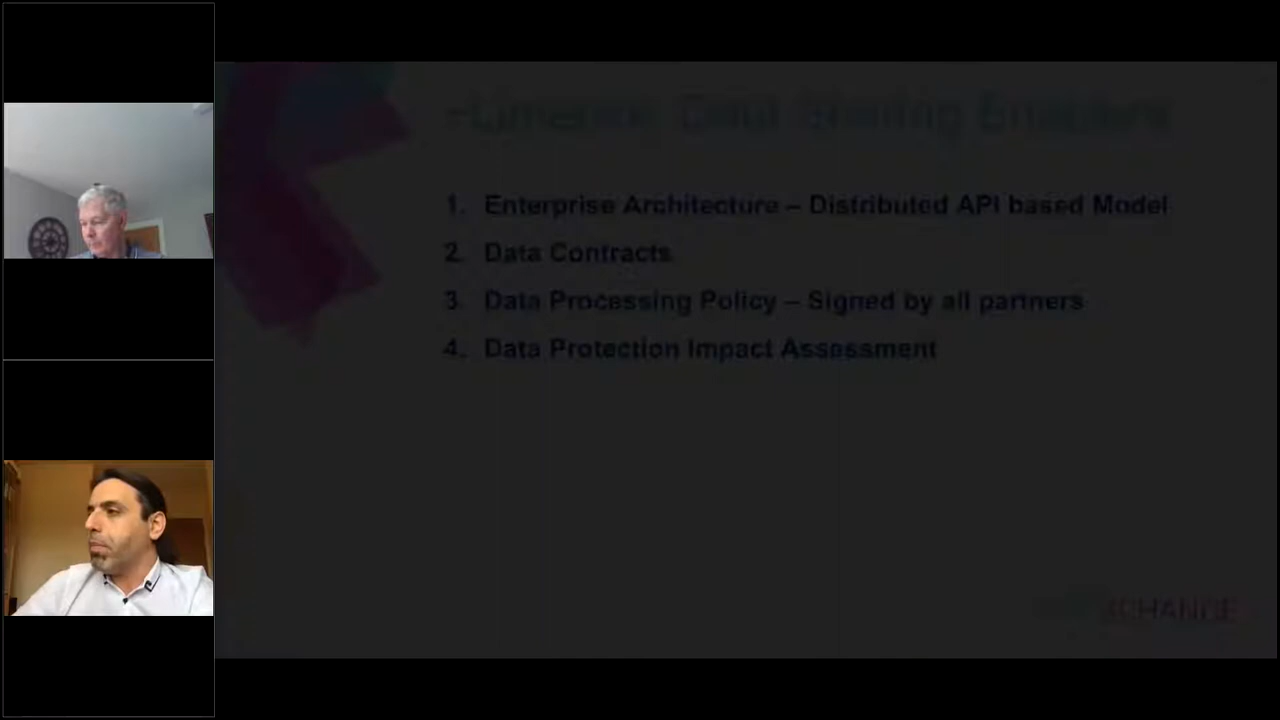 1. Enterprise Architecture – Distributed API based Model
2. Data Contracts
3. Data Processing Policy – Signed by all partners
4. Data Protection Impact Assessment